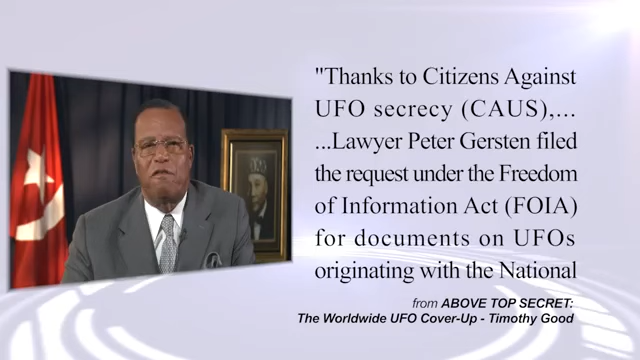 "Thanks to Citizens Against
UFO secrecy (CAUS),...
...Lawyer Peter Gersten filed
the request under the Freedom
of Information Act (FOIA)
for documents on UFOs
originating with the National
from ABOVE TOP SECRET:
The Worldwide UFO Cover-Up - Timothy Good